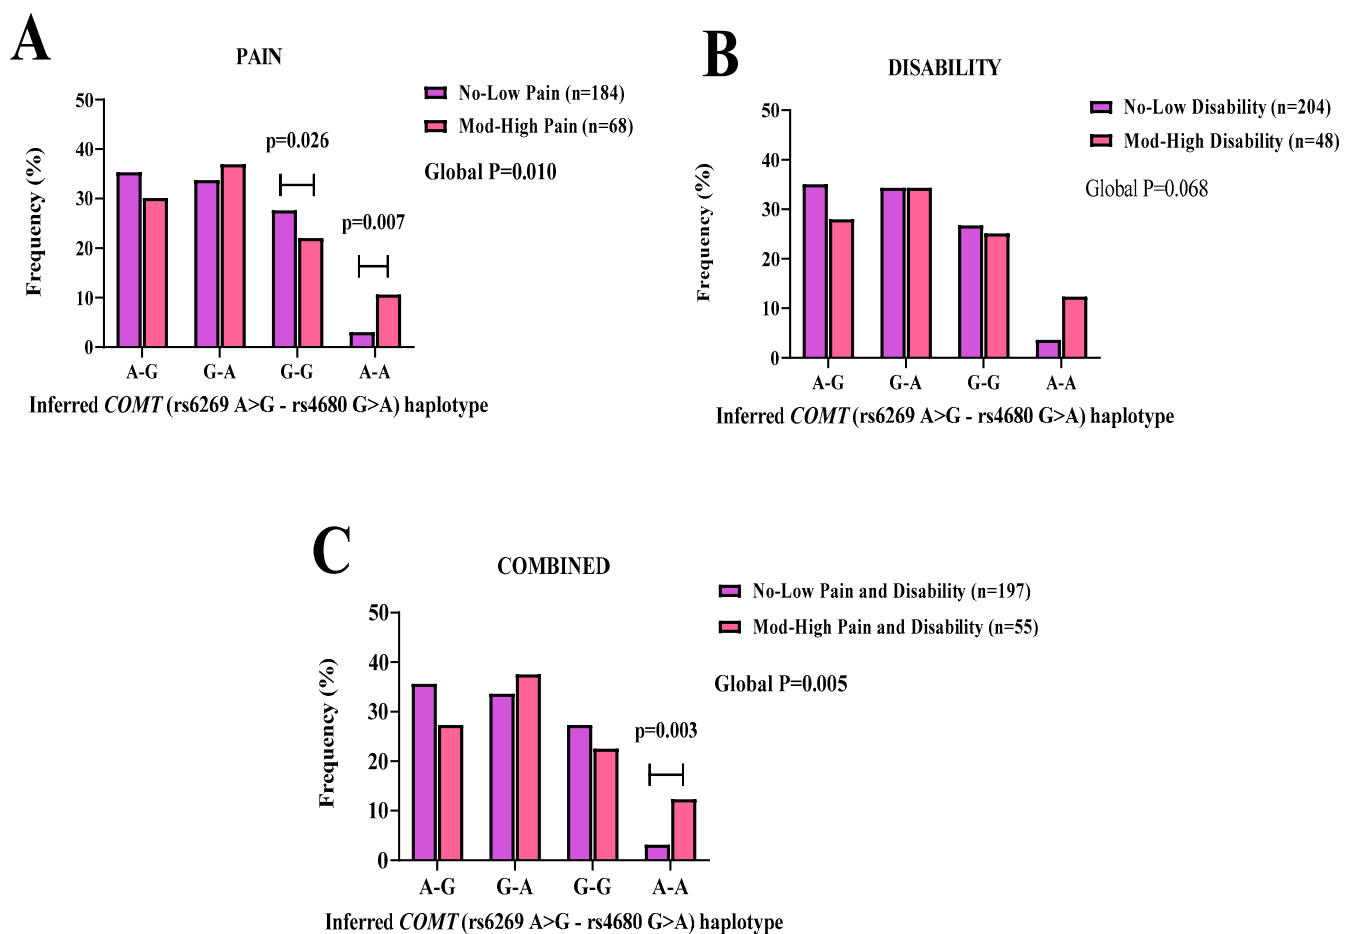 A
PAIN
No-Low Pain (n=184)
Mod-High Pain (n=68)
Global P=0.010
p=0.026
p=0.007
Frequency (%)
50
40
30
20
10
0
A-G G-A G-G A-A
Inferred COMT (rs6269 A>G - rs4680 G>A) haplotype
B
DISABILITY
No-Low Disability (n=204)
Mod-High Disability (n=48)
Global P=0.068
Frequency (%)
50
40
30
20
10
0
A-G G-A G-G A-A
Inferred COMT (rs6269 A>G - rs4680 G>A) haplotype
C
COMBINED
No-Low Pain and Disability (n=197)
Mod-High Pain and Disability (n=55)
Global P=0.005
p=0.003
Frequency (%)
50
40
30
20
10
0
A-G G-A G-G A-A
Inferred COMT (rs6269 A>G - rs4680 G>A) haplotype